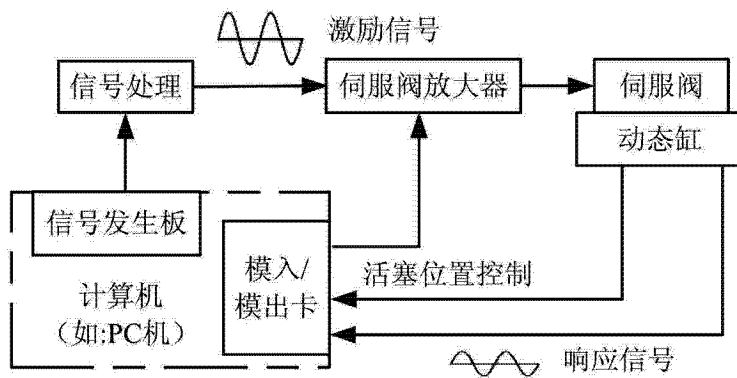 激励信号
信号处理
伺服阀放大器
伺服阀
动态缸
信号发生板
模入/
模出卡
计算机
（如:PC机）
活塞位置控制
响应信号